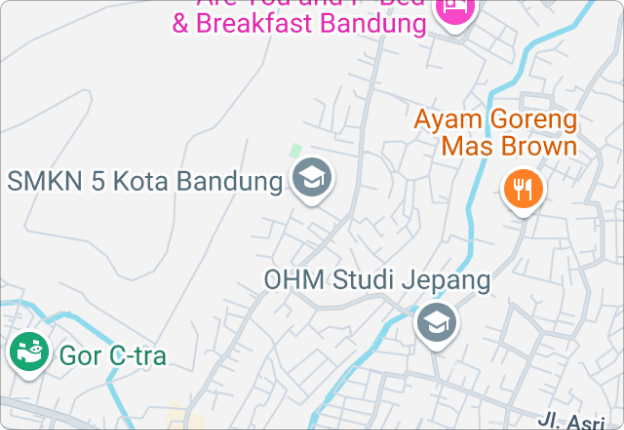 Are You and I - Bed
& Breakfast Bandung
Ayam Goreng
Mas Brown
SMKN 5 Kota Bandung
OHM Studi Jepang
Gor C-tra
Jl. Asri